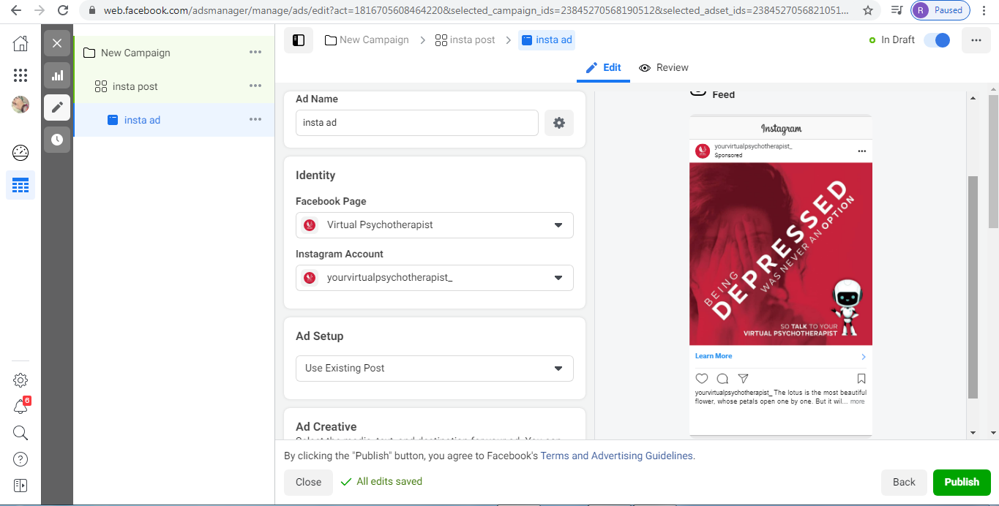 web.facebook.com/adsmanager/manage/ads/edit?act=1816705608464220&selected_campaign_ids=23845270568190512&selected_adset_ids=2384527056821051...
R Paused
New Campaign
insta post
insta ad
6
New Campaign
insta post
insta ad
In Draft
Edit
Review
Ad Name
insta ad
Identity
Facebook Page
Virtual Psychotherapist
Instagram Account
yourvirtualpsychotherapist_
Ad Setup
Use Existing Post
Ad Creative
Select the media, text, and destination for your ad. You can
Feed
Instagram
yourvirtualpsychotherapist_
Sponsored
BEING
DEPRESSED
WAS NEVER AN OPTION
SO TALK TO YOUR
VIRTUAL PSYCHOTHERAPIST
Learn More
yourvirtualpsychotherapist_ The lotus is the most beautiful
flower, whose petals open one by one. But it wil... more
By clicking the "Publish" button, you agree to Facebook's Terms and Advertising Guidelines.
Close
All edits saved
Back
Publish